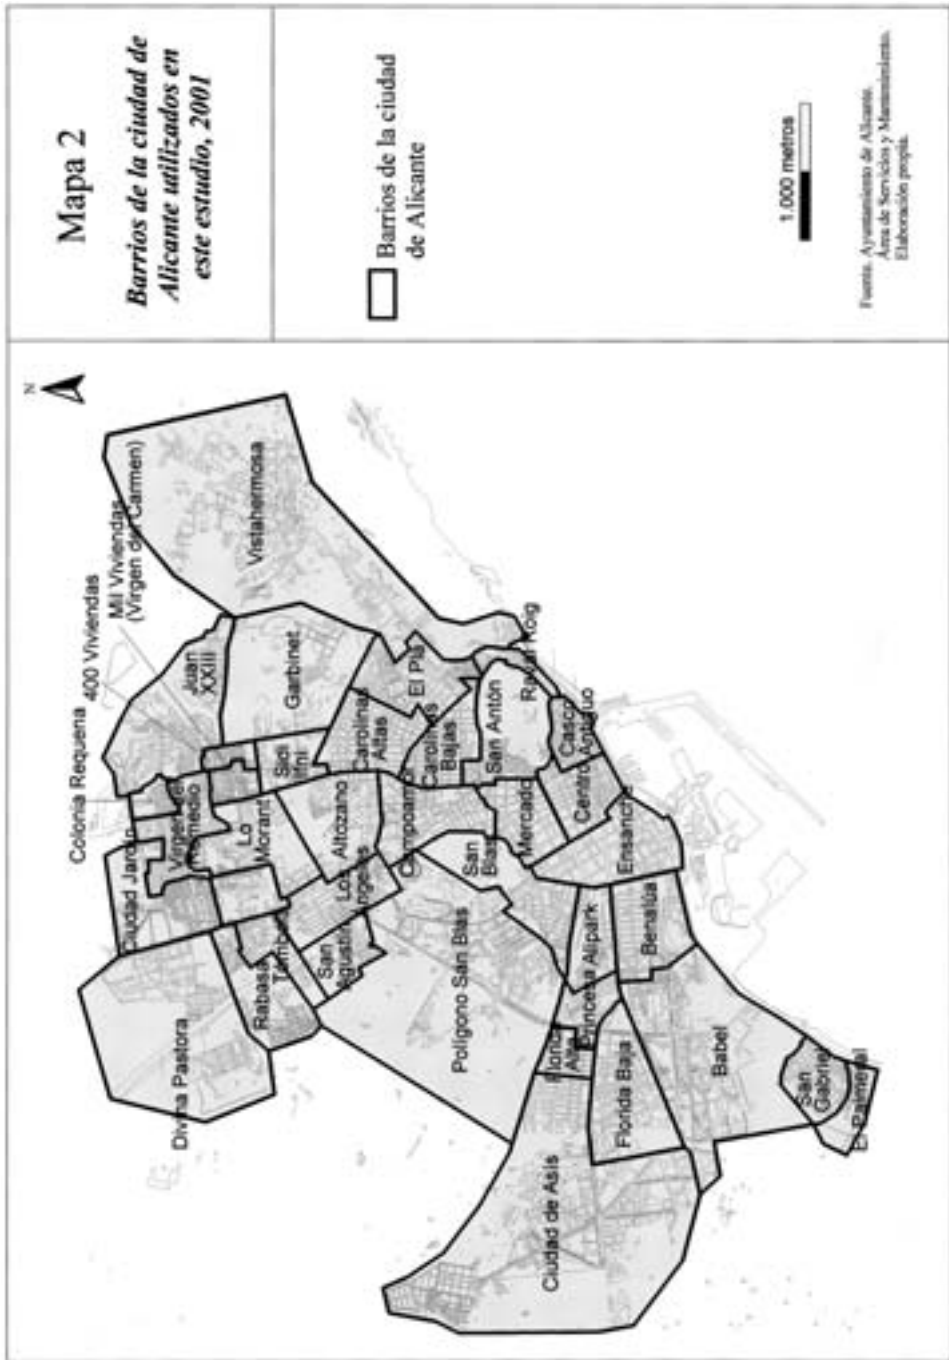 Mapa 2
Barrios de la ciudad de
Alicante utilizados en
este estudio, 2001
Barrios de la ciudad
de Alicante
1.000 metros
Fuente. Ayuntamiento de Alicante.
Área de Servicios y Mantenimiento.
Elaboración propia.
N
Colonia Requena
400 Viviendas
Mil Viviendas
(Virgen del Carmen)
Vistahermosa
Juan
XXIII
Garbinet
Ciudad Jardín
Virgen del
Remedio
Lo
Morant
Sidi
Ifni
Carolinas
Altas
El Pla
Carolinas
Bajas
San Antón
Raval Roig
Casco
Antiguo
Centro
Mercado
Campoamor
Altozano
Los
Ángeles
San
Agustín
Tómbola
Rabasa
Divina Pastora
Polígono San Blas
San
Blas
Ensanche
Benalúa
Alipark
Princesa
Florida
Alta
Florida Baja
Babel
San
Gabriel
El Palmeral
Ciudad de Asís